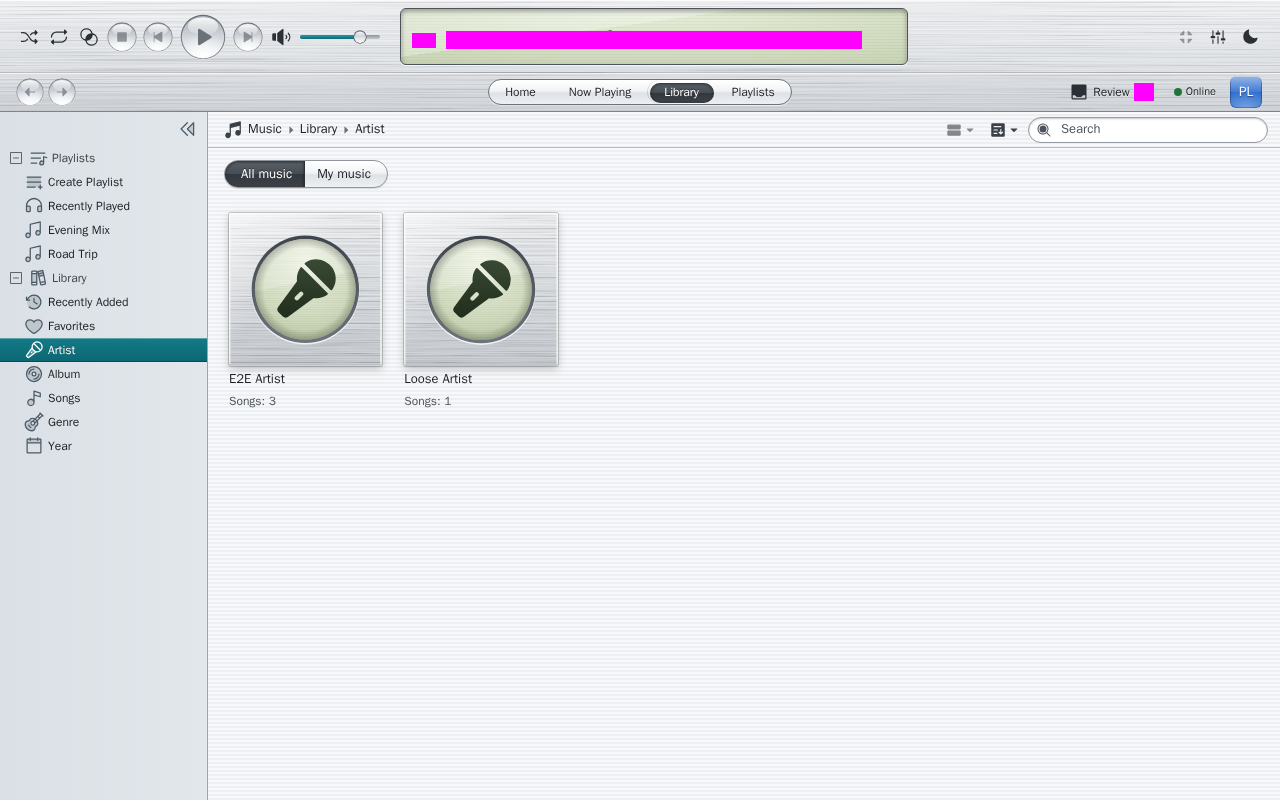 Home
Now Playing
Library
Playlists
Review
Online
PL
Music
Library
Artist
Search
Playlists
Create Playlist
Recently Played
Evening Mix
Road Trip
Library
Recently Added
Favorites
Artist
Album
Songs
Genre
Year
All music
My music
E2E Artist
Songs: 3
Loose Artist
Songs: 1